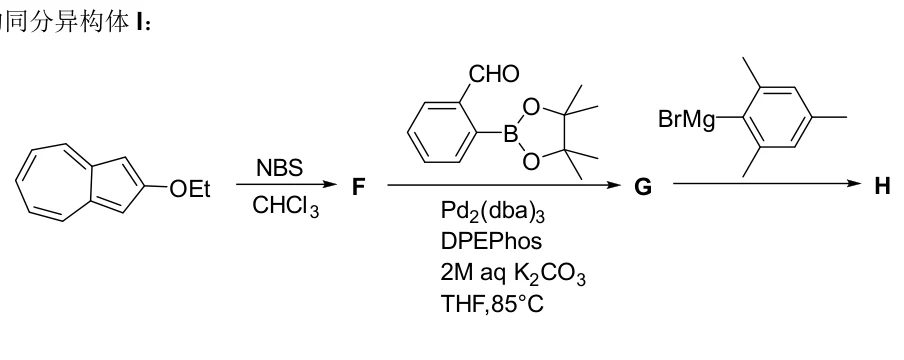 同分异构体 I：
CHO
O
B
O
BrMg
NBS
CHCl3
OEt
F
G
H
Pd2(dba)3
DPEPhos
2M aq K2CO3
THF,85°C